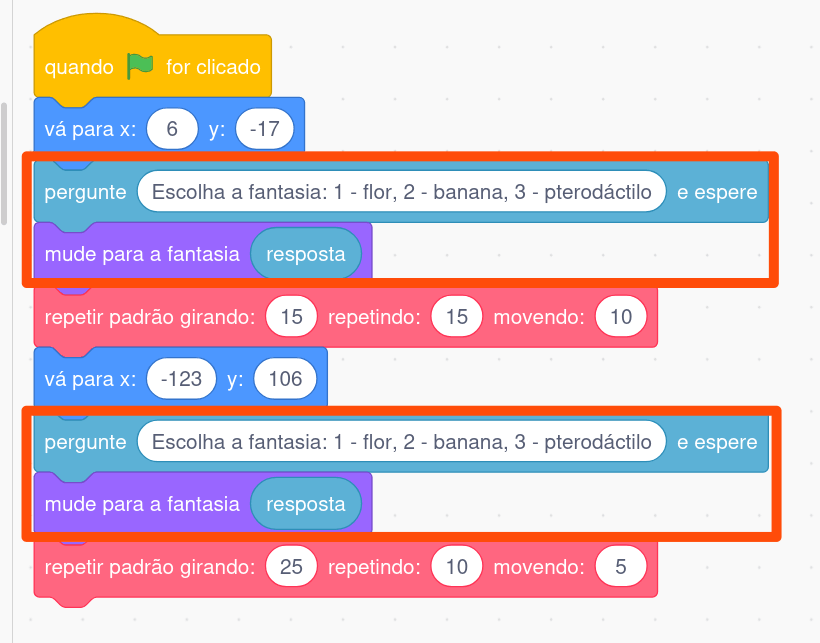 quando for clicado
vá para x: 6 y: -17
pergunte Escolha a fantasia: 1 - flor, 2 - banana, 3 - pterodáctilo e espere
mude para a fantasia resposta
repetir padrão girando: 15 repetindo: 15 movendo: 10
vá para x: -123 y: 106
pergunte Escolha a fantasia: 1 - flor, 2 - banana, 3 - pterodáctilo e espere
mude para a fantasia resposta
repetir padrão girando: 25 repetindo: 10 movendo: 5